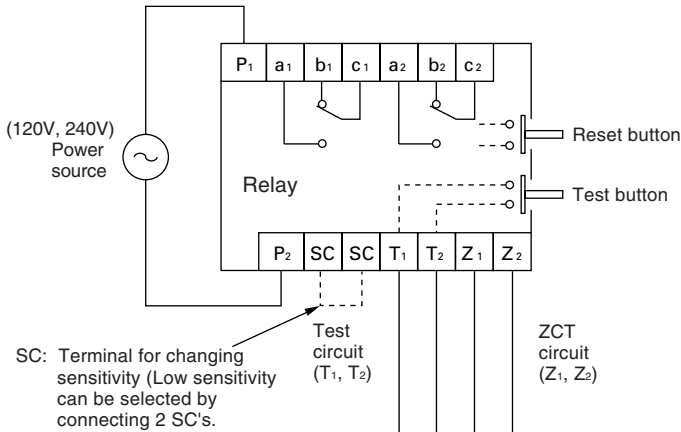 P₁ a₁ b₁ c₁ a₂ b₂ c₂
(120V, 240V)
Power
source
Reset button
Relay
Test button
P₂ SC SC T₁ T₂ Z₁ Z₂
SC: Terminal for changing
sensitivity (Low sensitivity
can be selected by
connecting 2 SC's.
Test
circuit
(T₁, T₂)
ZCT
circuit
(Z₁, Z₂)